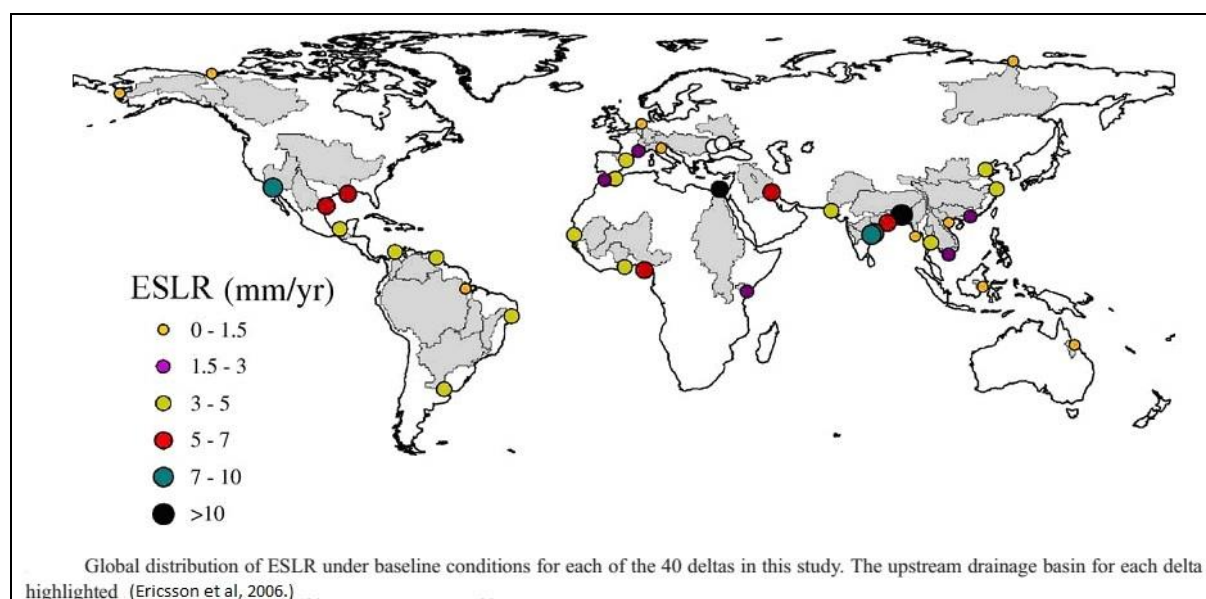 ESLR (mm/yr)
0 - 1.5
1.5 - 3
3 - 5
5 - 7
7 - 10
>10
Global distribution of ESLR under baseline conditions for each of the 40 deltas in this study. The upstream drainage basin for each delta
highlighted (Ericsson et al, 2006.)